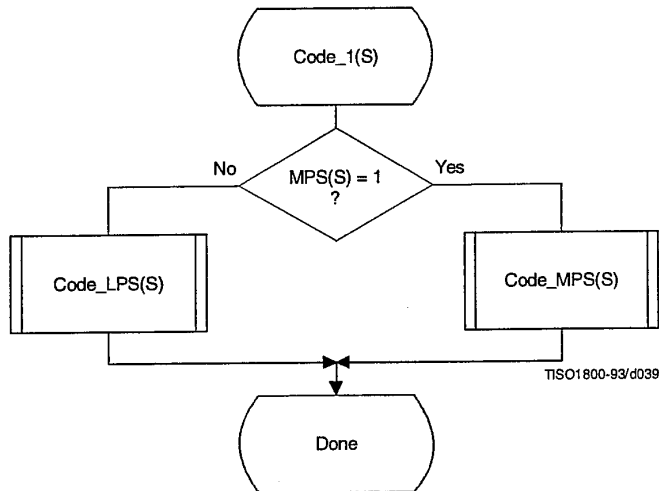 Code_1(S)
No
MPS(S) = 1
?
Yes
Code_LPS(S)
Code_MPS(S)
TISO1800-93/d039
Done